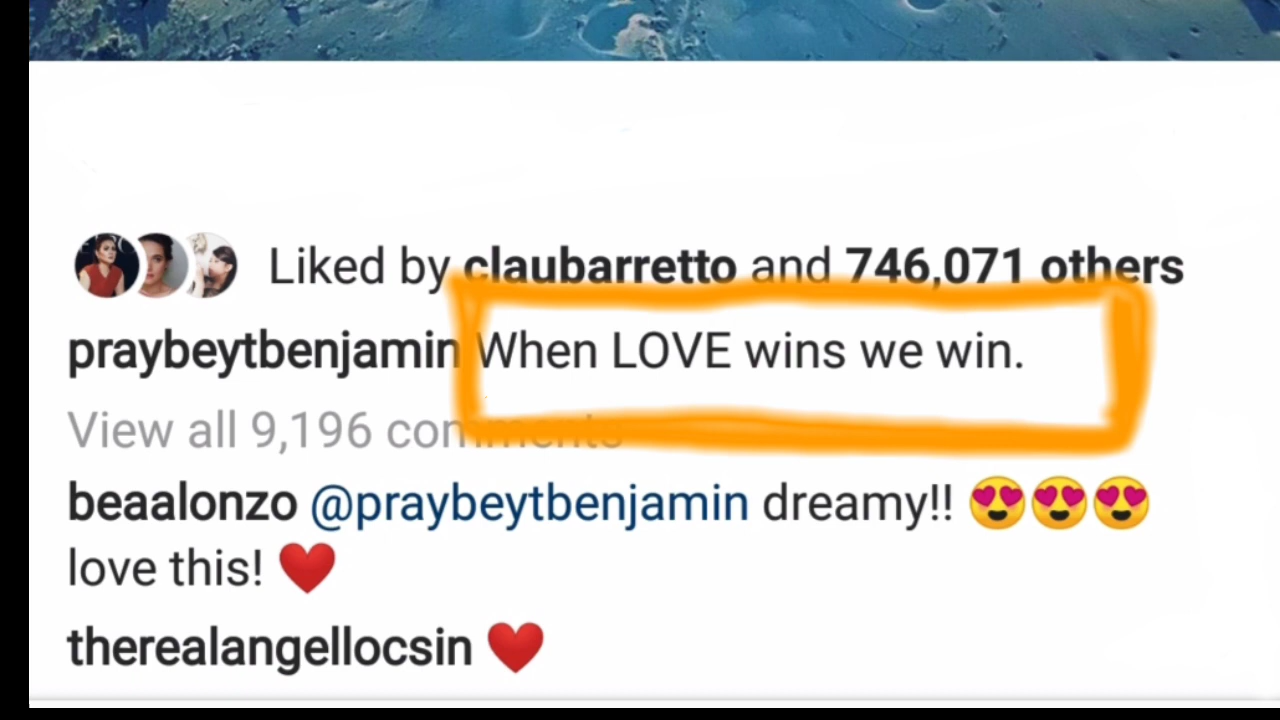 Liked by claubarretto and 746,071 others
praybeytbenjamin When LOVE wins we win.
View all 9,196 comments
beaalonzo @praybeytbenjamin dreamy!! 😍😍😍
love this! ❤️
therealangellocsin ❤️